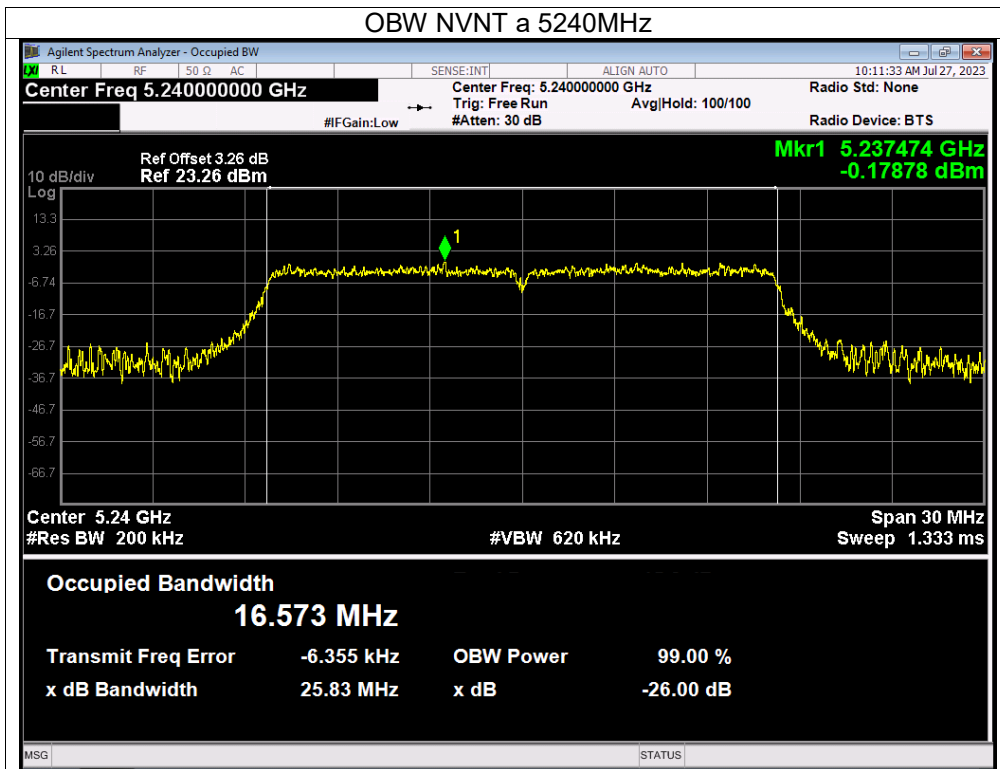 OBW NVNT a 5240MHz
Agilent Spectrum Analyzer - Occupied BW
LXI RL RF 50 Ω AC SENSE:INT ALIGN AUTO 10:11:33 AM Jul 27, 2023
Center Freq 5.240000000 GHz Center Freq: 5.240000000 GHz Radio Std: None
Trig: Free Run Avg|Hold: 100/100
#IFGain:Low #Atten: 30 dB Radio Device: BTS
Mkr1 5.237474 GHz
-0.17878 dBm
Ref Offset 3.26 dB
10 dB/div Ref 23.26 dBm
Log
13.3
1
3.26
-6.74
-16.7
-26.7
-36.7
-46.7
-56.7
-66.7
Center 5.24 GHz Span 30 MHz
#Res BW 200 kHz #VBW 620 kHz Sweep 1.333 ms
Occupied Bandwidth
16.573 MHz
Transmit Freq Error -6.355 kHz OBW Power 99.00 %
x dB Bandwidth 25.83 MHz x dB -26.00 dB
MSG STATUS